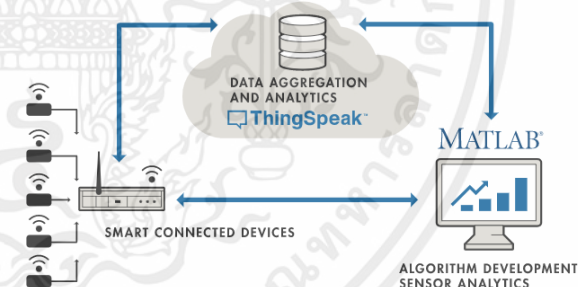 DATA AGGREGATION
AND ANALYTICS
ThingSpeak™
MATLAB®
SMART CONNECTED DEVICES
ALGORITHM DEVELOPMENT
SENSOR ANALYTICS